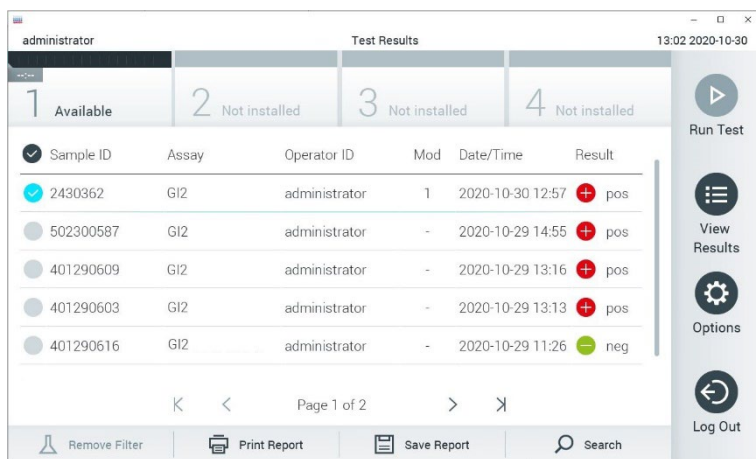 administrator Test Results 13:02 2020-10-30
--:--
1 Available 2 Not installed 3 Not installed 4 Not installed
Run Test
Sample ID Assay Operator ID Mod Date/Time Result
2430362 GI2 administrator 1 2020-10-30 12:57 pos
502300587 GI2 administrator - 2020-10-29 14:55 pos
View
Results
401290609 GI2 administrator - 2020-10-29 13:16 pos
401290603 GI2 administrator - 2020-10-29 13:13 pos
Options
401290616 GI2 administrator - 2020-10-29 11:26 neg
Page 1 of 2
Log Out
Remove Filter Print Report Save Report Search